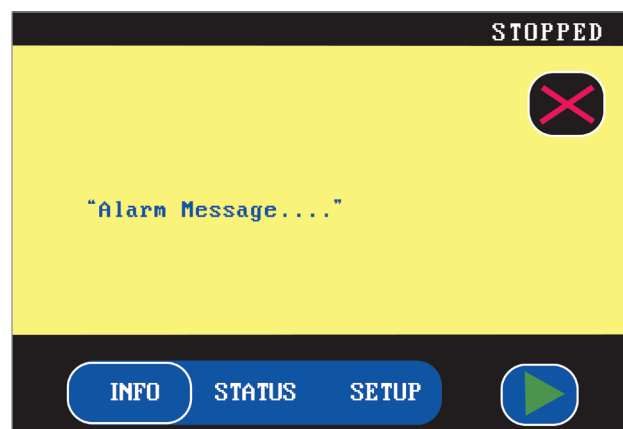 STOPPED
“Alarm Message....”
INFO STATUS SETUP